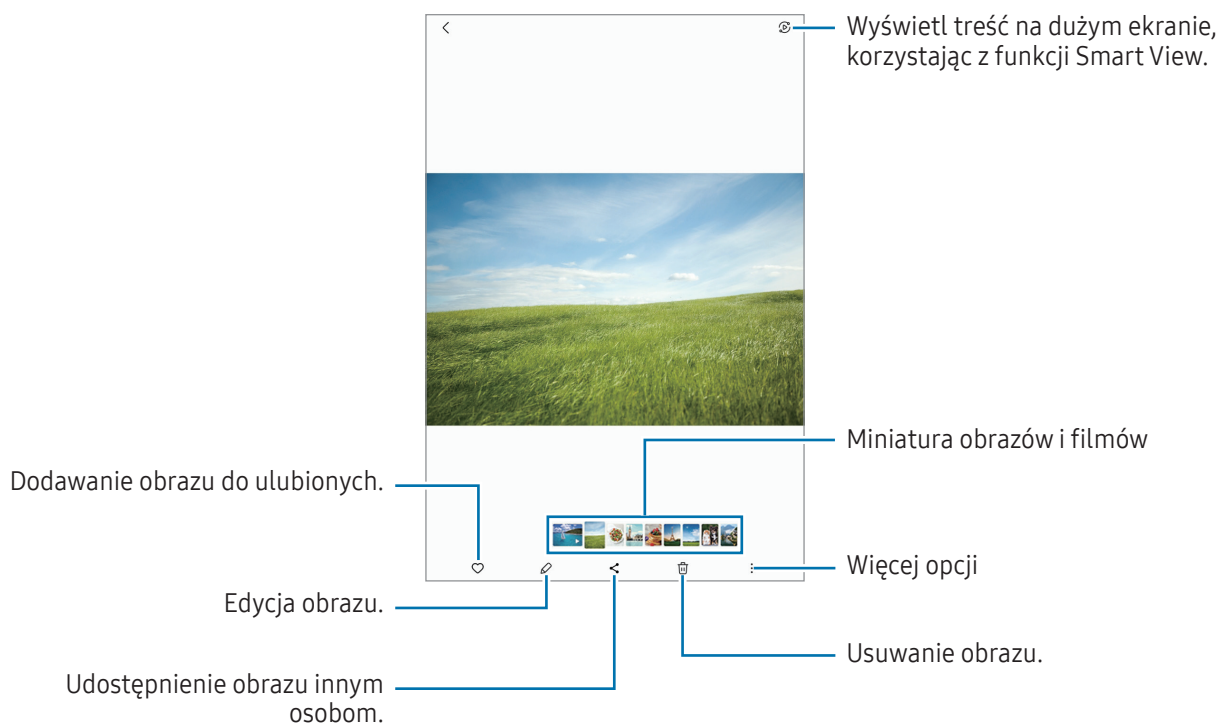 Wyświetl treść na dużym ekranie,
korzystając z funkcji Smart View.
Miniatura obrazów i filmów
Dodawanie obrazu do ulubionych.
Więcej opcji
Edycja obrazu.
Usuwanie obrazu.
Udostępnienie obrazu innym
osobom.